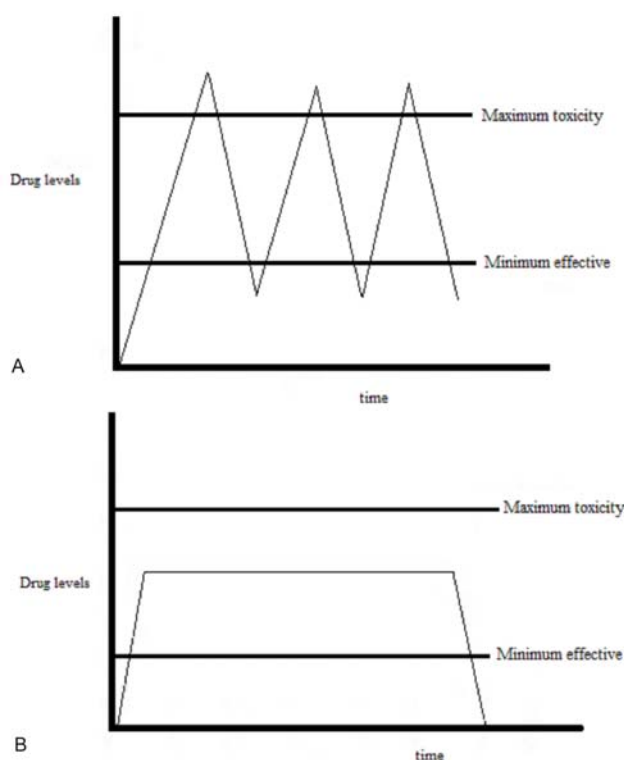 Maximum toxicity
Drug levels
Minimum effective
A
time
Maximum toxicity
Drug levels
Minimum effective
B
time